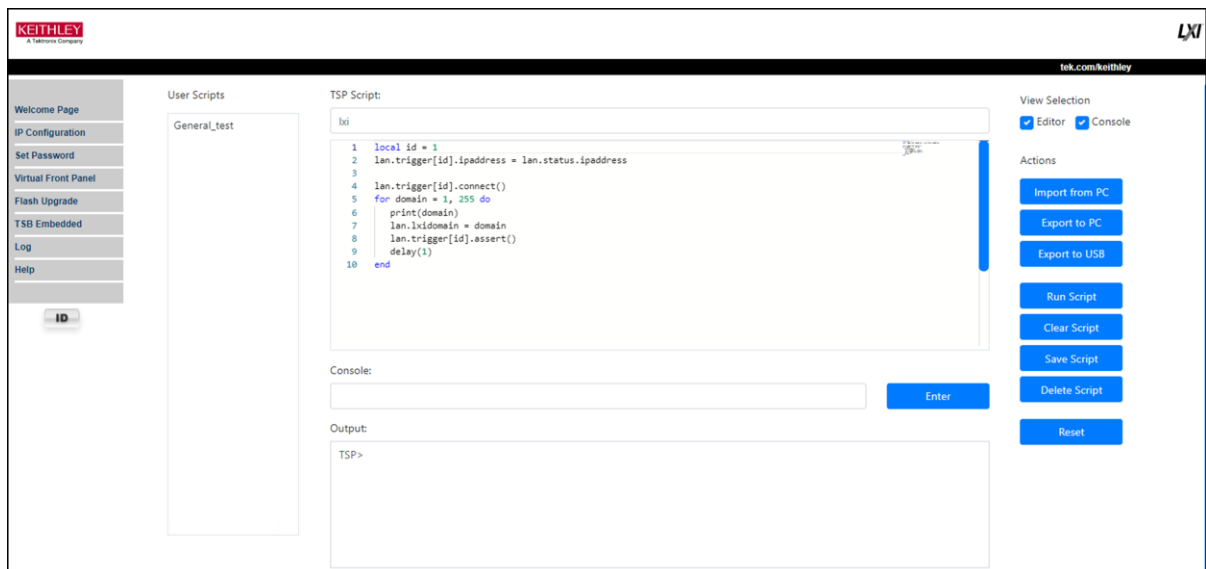 KEITHLEY
A Tektronix Company
LXI
tek.com/keithley
Welcome Page
IP Configuration
Set Password
Virtual Front Panel
Flash Upgrade
TSB Embedded
Log
Help
ID
User Scripts
General_test
TSP Script:
lxi
1 local id = 1
2 lan.trigger[id].ipaddress = lan.status.ipaddress
3
4 lan.trigger[id].connect()
5 for domain = 1, 255 do
6 print(domain)
7 lan.lxidomain = domain
8 lan.trigger[id].assert()
9 delay(1)
10 end
Console:
Enter
Output:
TSP>
View Selection
Editor Console
Actions
Import from PC
Export to PC
Export to USB
Run Script
Clear Script
Save Script
Delete Script
Reset